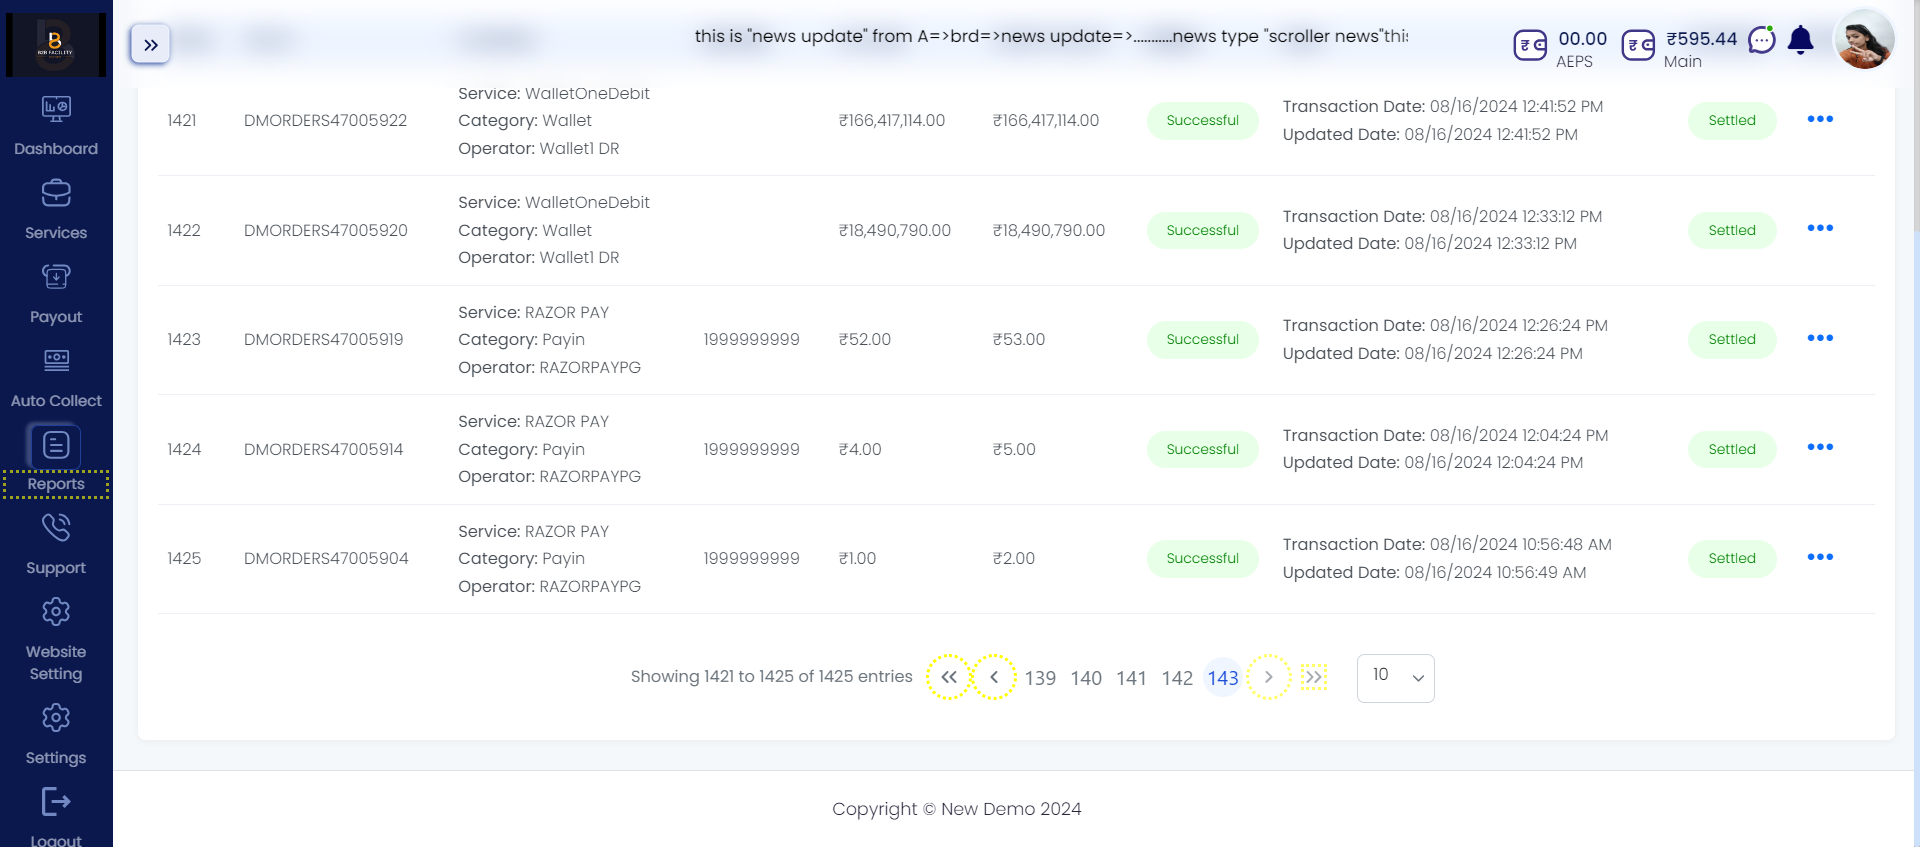 B2B FACILITY
this is "news update" from A=>brd=>news update=>...........news type "scroller news"this
00.00
AEPS
₹595.44
Main
Dashboard
Services
Payout
Auto Collect
Reports
Support
Website
Setting
Settings
Logout
1421 DMORDERS47005922 Service: WalletOneDebit
Category: Wallet
Operator: Wallet1 DR
₹166,417,114.00 ₹166,417,114.00 Successful Transaction Date: 08/16/2024 12:41:52 PM
Updated Date: 08/16/2024 12:41:52 PM
Settled
1422 DMORDERS47005920 Service: WalletOneDebit
Category: Wallet
Operator: Wallet1 DR
₹18,490,790.00 ₹18,490,790.00 Successful Transaction Date: 08/16/2024 12:33:12 PM
Updated Date: 08/16/2024 12:33:12 PM
Settled
1423 DMORDERS47005919 Service: RAZOR PAY
Category: Payin
Operator: RAZORPAYPG
1999999999 ₹52.00 ₹53.00 Successful Transaction Date: 08/16/2024 12:26:24 PM
Updated Date: 08/16/2024 12:26:24 PM
Settled
1424 DMORDERS47005914 Service: RAZOR PAY
Category: Payin
Operator: RAZORPAYPG
1999999999 ₹4.00 ₹5.00 Successful Transaction Date: 08/16/2024 12:04:24 PM
Updated Date: 08/16/2024 12:04:24 PM
Settled
1425 DMORDERS47005904 Service: RAZOR PAY
Category: Payin
Operator: RAZORPAYPG
1999999999 ₹1.00 ₹2.00 Successful Transaction Date: 08/16/2024 10:56:48 AM
Updated Date: 08/16/2024 10:56:49 AM
Settled
Showing 1421 to 1425 of 1425 entries 139 140 141 142 143 10
Copyright © New Demo 2024